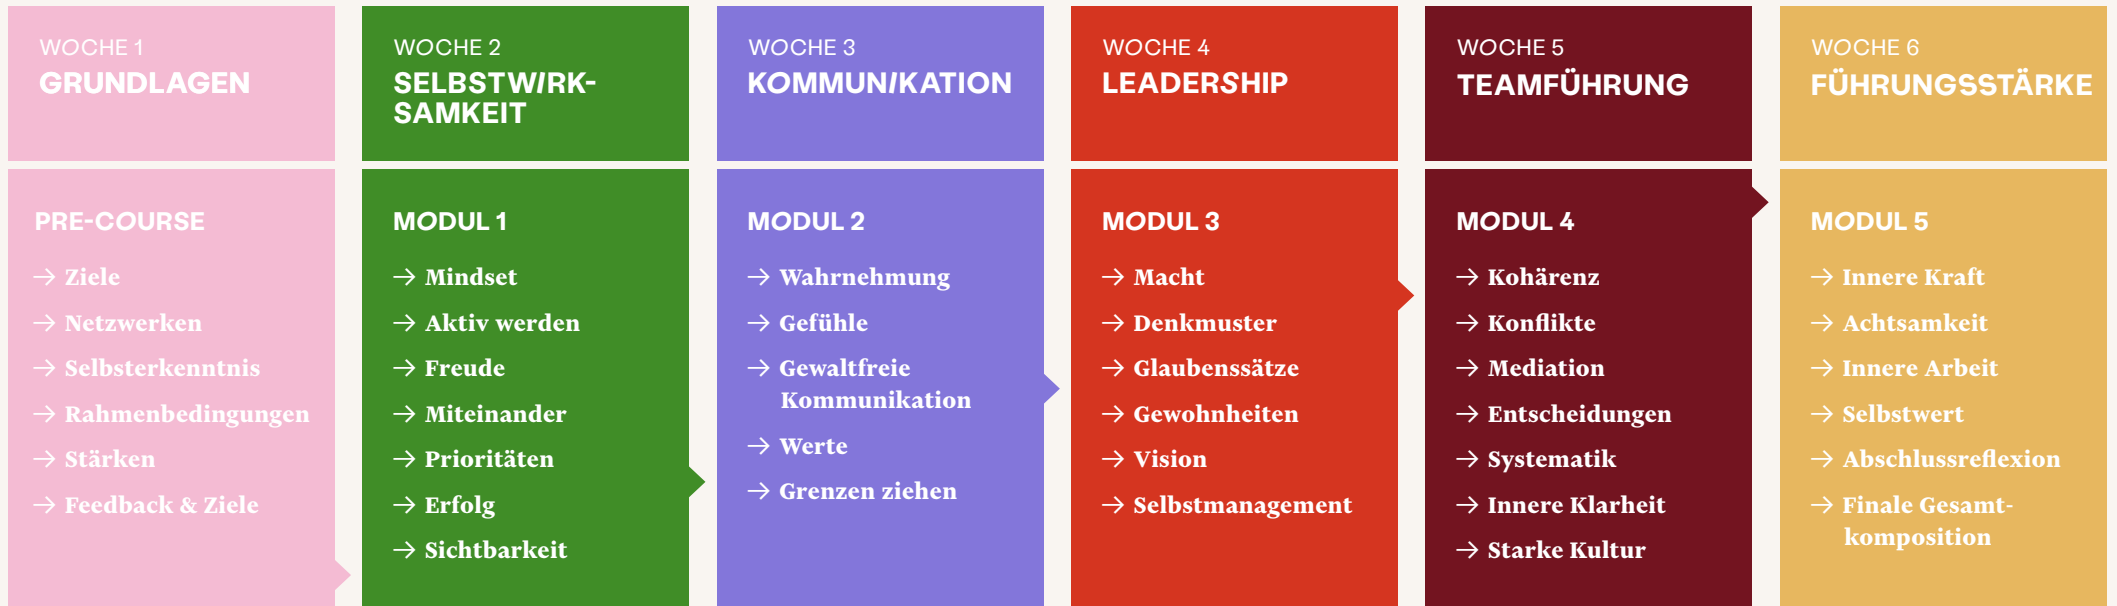 WOCHE 1
GRUNDLAGEN
PRE-COURSE
→ Ziele
→ Netzwerken
→ Selbsterkenntnis
→ Rahmenbedingungen
→ Stärken
→ Feedback & Ziele
WOCHE 2
SELBSTWIRK-
SAMKEIT
MODUL 1
→ Mindset
→ Aktiv werden
→ Freude
→ Miteinander
→ Prioritäten
→ Erfolg
→ Sichtbarkeit
WOCHE 3
KOMMUNIKATION
MODUL 2
→ Wahrnehmung
→ Gefühle
→ Gewaltfreie
Kommunikation
→ Werte
→ Grenzen ziehen
WOCHE 4
LEADERSHIP
MODUL 3
→ Macht
→ Denkmuster
→ Glaubenssätze
→ Gewohnheiten
→ Vision
→ Selbstmanagement
WOCHE 5
TEAMFÜHRUNG
MODUL 4
→ Kohärenz
→ Konflikte
→ Mediation
→ Entscheidungen
→ Systematik
→ Innere Klarheit
→ Starke Kultur
WOCHE 6
FÜHRUNGSSTÄRKE
MODUL 5
→ Innere Kraft
→ Achtsamkeit
→ Innere Arbeit
→ Selbstwert
→ Abschlussreflexion
→ Finale Gesamt-
komposition